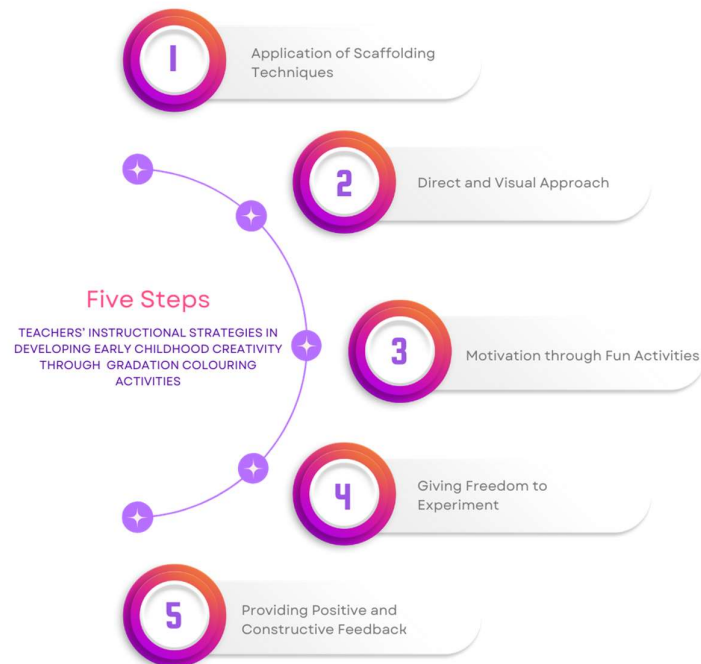 1
Application of Scaffolding
Techniques
2
Direct and Visual Approach
Five Steps
TEACHERS' INSTRUCTIONAL STRATEGIES IN
DEVELOPING EARLY CHILDHOOD CREATIVITY
THROUGH GRADATION COLOURING
ACTIVITIES
3
Motivation through Fun Activities
4
Giving Freedom to
Experiment
5
Providing Positive and
Constructive Feedback